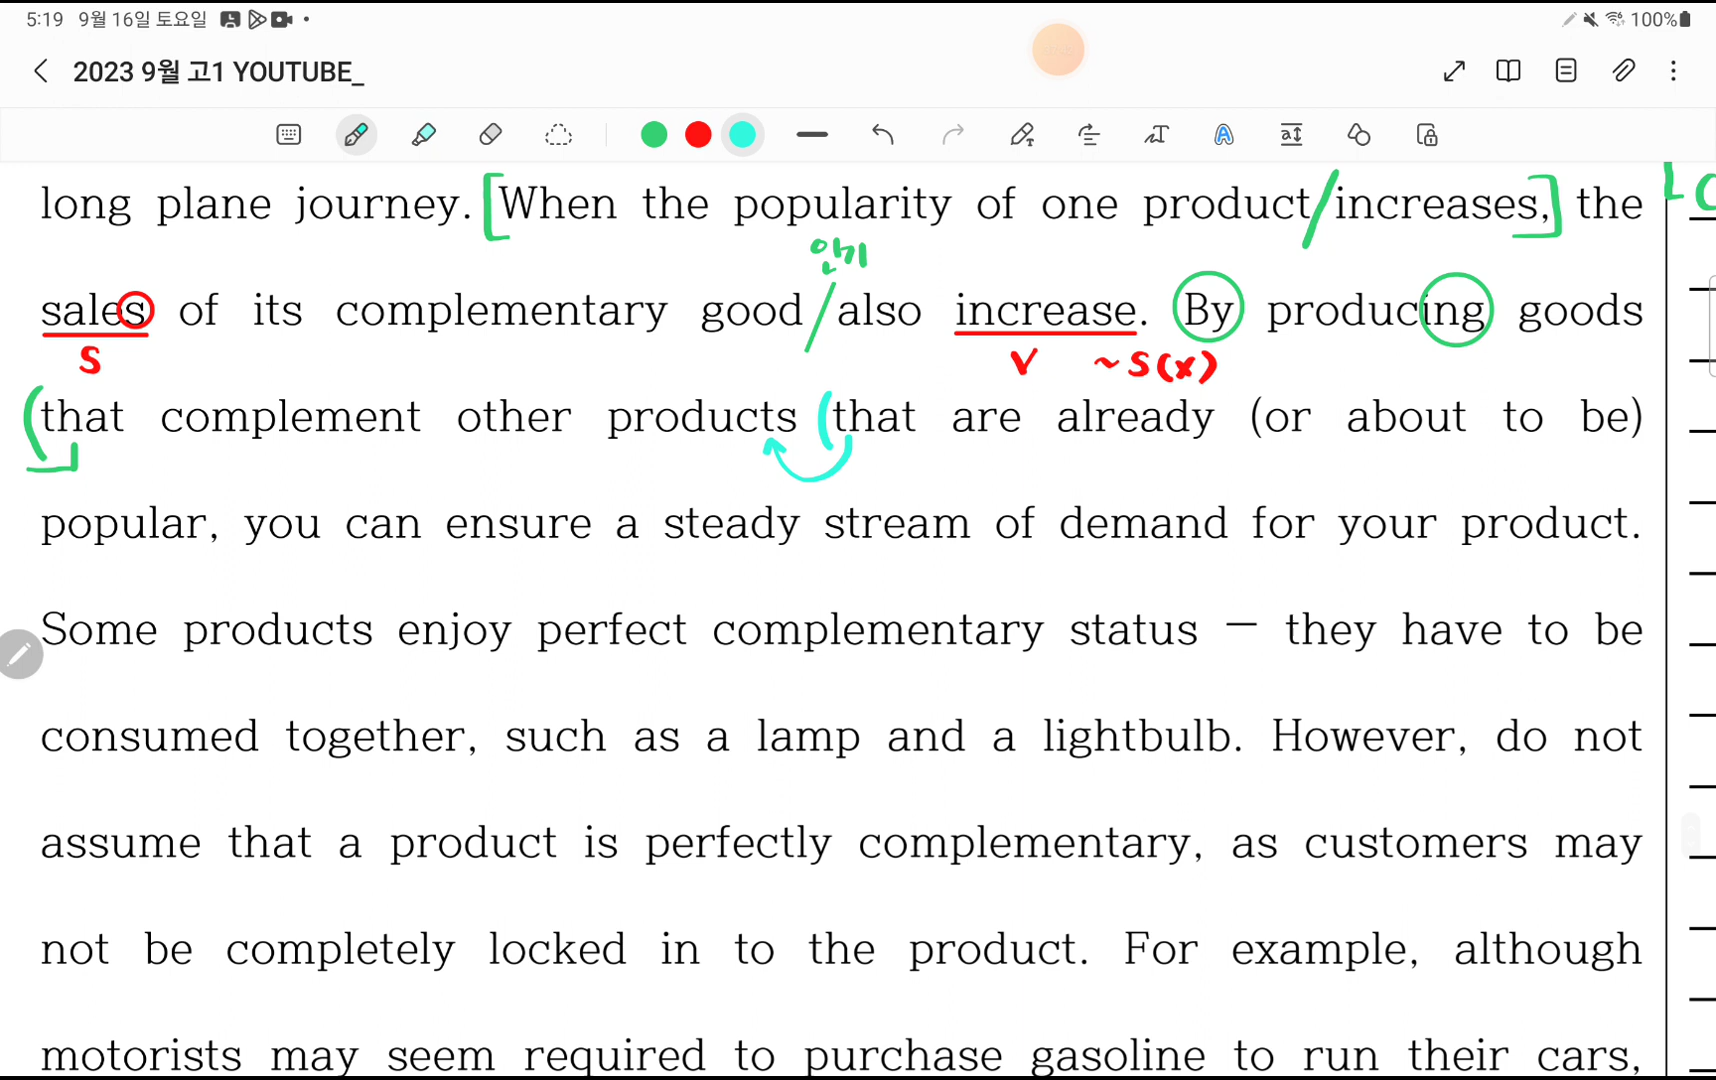 5:19 9월 16일 토요일 100%
2023 9월 고1 YOUTUBE_
long plane journey. [When the popularity of one product/increases,] the
sales of its complementary good/also increase. By producing goods
S V ~s(x)
(that complement other products (that are already (or about to be)
popular, you can ensure a steady stream of demand for your product.
Some products enjoy perfect complementary status － they have to be
consumed together, such as a lamp and a lightbulb. However, do not
assume that a product is perfectly complementary, as customers may
not be completely locked in to the product. For example, although
motorists may seem required to purchase gasoline to run their cars,